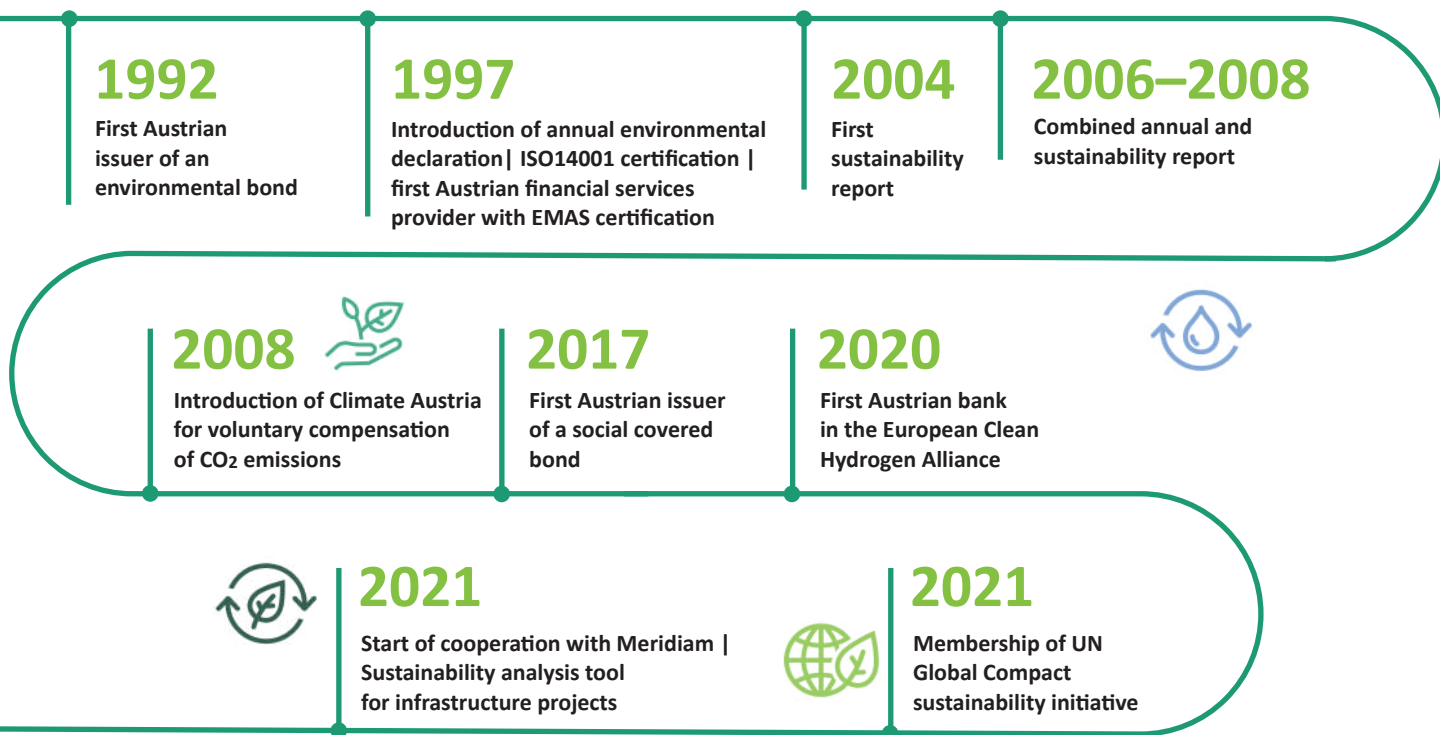 1992
First Austrian
issuer of an
environmental bond
1997
Introduction of annual environmental
declaration| ISO14001 certification |
first Austrian financial services
provider with EMAS certification
2004
First
sustainability
report
2006–2008
Combined annual and
sustainability report
2008
Introduction of Climate Austria
for voluntary compensation
of CO2 emissions
2017
First Austrian issuer
of a social covered
bond
2020
First Austrian bank
in the European Clean
Hydrogen Alliance
2021
Start of cooperation with Meridiam |
Sustainability analysis tool
for infrastructure projects
2021
Membership of UN
Global Compact
sustainability initiative